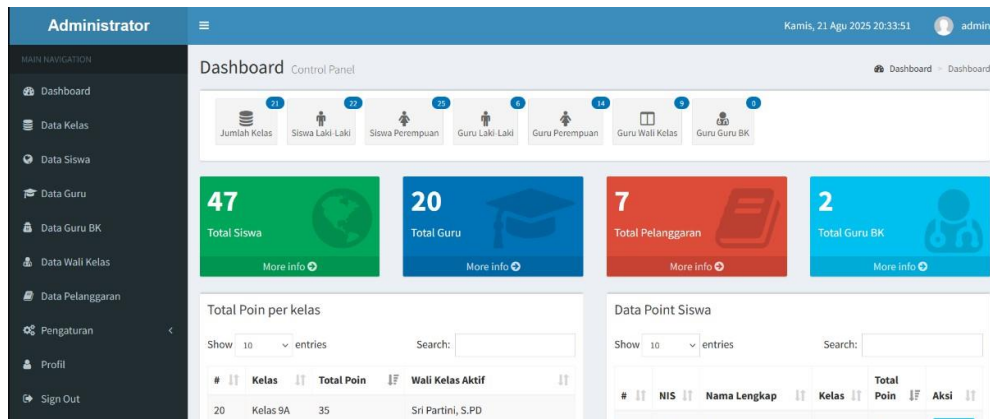 Administrator
Kamis, 21 Agu 2025 20:33:51 admin
MAIN NAVIGATION
Dashboard
Data Kelas
Data Siswa
Data Guru
Data Guru BK
Data Wali Kelas
Data Pelanggaran
Pengaturan
Profil
Sign Out
Dashboard Control Panel
Dashboard - Dashboard
21 22 25 6 14 9 0
Jumlah Kelas Siswa Laki-Laki Siswa Perempuan Guru Laki-Laki Guru Perempuan Guru Wali Kelas Guru Guru BK
47
Total Siswa
More info
20
Total Guru
More info
7
Total Pelanggaran
More info
2
Total Guru BK
More info
Total Poin per kelas
Show 10 entries Search:
# Kelas Total Poin Wali Kelas Aktif
20 Kelas 9A 35 Sri Partini, S.PD
Data Point Siswa
Show 10 entries Search:
# NIS Nama Lengkap Kelas Total Poin Aksi